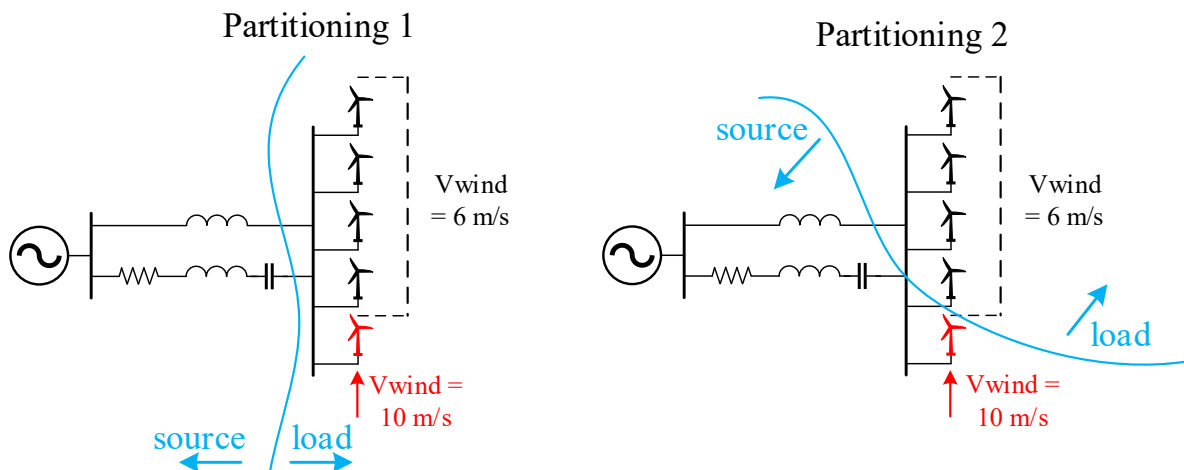 Partitioning 1
Vwind
= 6 m/s
Vwind =
10 m/s
source load
Partitioning 2
source
Vwind
= 6 m/s
load
Vwind =
10 m/s